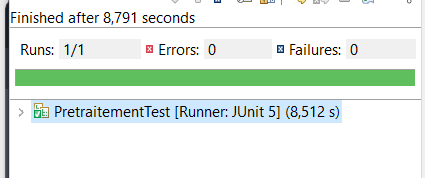 Finished after 8,791 seconds
Runs: 1/1 Errors: 0 Failures: 0
PretraitementTest [Runner: JUnit 5] (8,512 s)